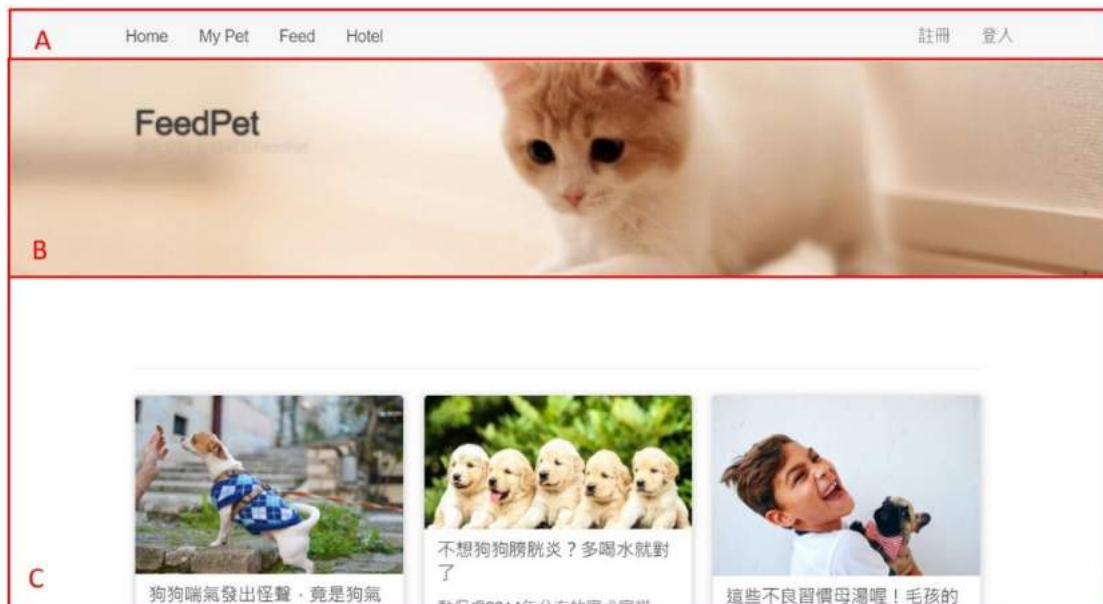 A
Home My Pet Feed Hotel 註冊 登入
FeedPet
B
C
狗狗喘氣發出怪聲，竟是狗氣
不想狗狗膀胱炎？多喝水就對
了
這些不良習慣母湯喔！毛孩的